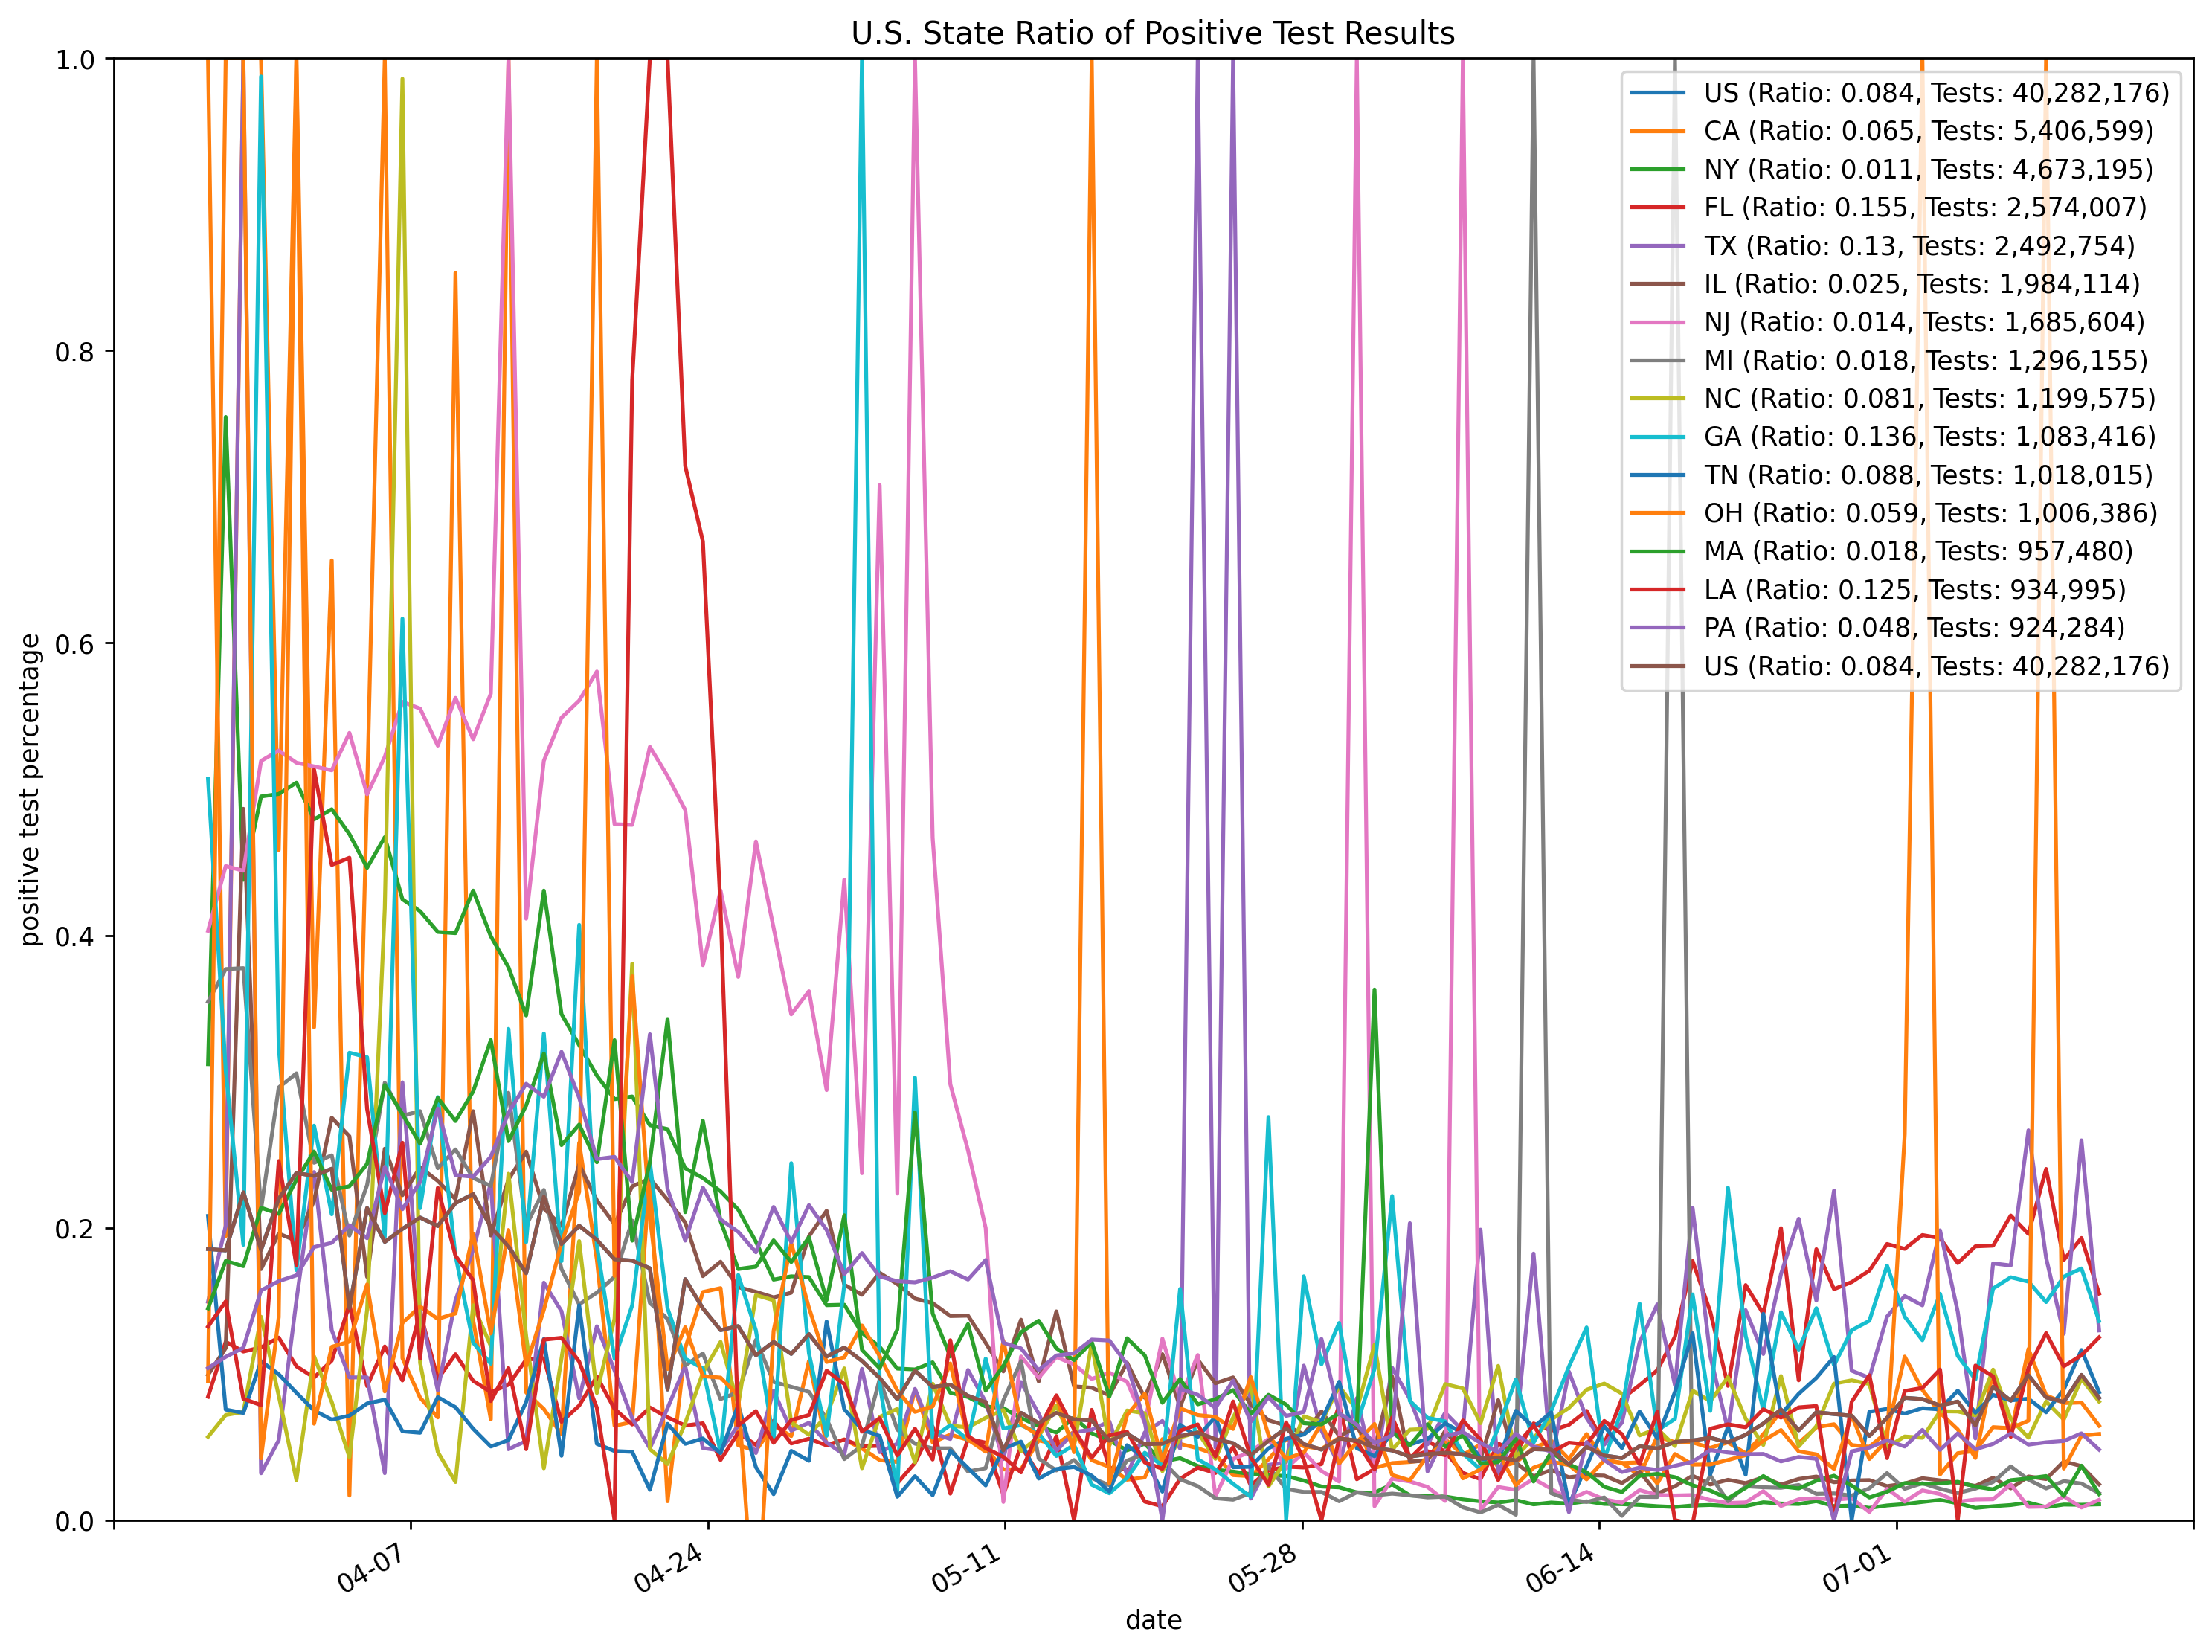 U.S. State Ratio of Positive Test Results
1.0
0.8
0.6
0.4
0.2
0.0
positive test percentage
US (Ratio: 0.084, Tests: 40,282,176)
CA (Ratio: 0.065, Tests: 5,406,599)
NY (Ratio: 0.011, Tests: 4,673,195)
FL (Ratio: 0.155, Tests: 2,574,007)
TX (Ratio: 0.13, Tests: 2,492,754)
IL (Ratio: 0.025, Tests: 1,984,114)
NJ (Ratio: 0.014, Tests: 1,685,604)
MI (Ratio: 0.018, Tests: 1,296,155)
NC (Ratio: 0.081, Tests: 1,199,575)
GA (Ratio: 0.136, Tests: 1,083,416)
TN (Ratio: 0.088, Tests: 1,018,015)
OH (Ratio: 0.059, Tests: 1,006,386)
MA (Ratio: 0.018, Tests: 957,480)
LA (Ratio: 0.125, Tests: 934,995)
PA (Ratio: 0.048, Tests: 924,284)
US (Ratio: 0.084, Tests: 40,282,176)
04-07
04-24
05-11
05-28
06-14
07-01
date